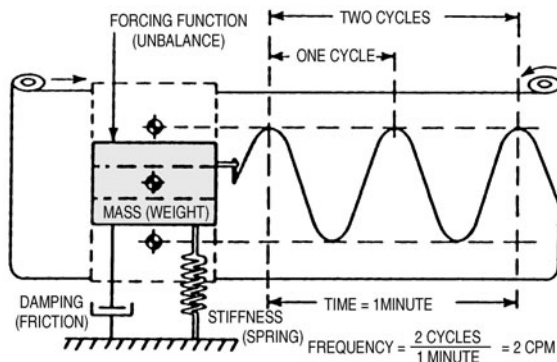 FORCING FUNCTION
(UNBALANCE)
TWO CYCLES
ONE CYCLE
MASS (WEIGHT)
DAMPING
(FRICTION)
STIFFNESS
(SPRING)
TIME = 1MINUTE
FREQUENCY = 2 CYCLES / 1 MINUTE = 2 CPM